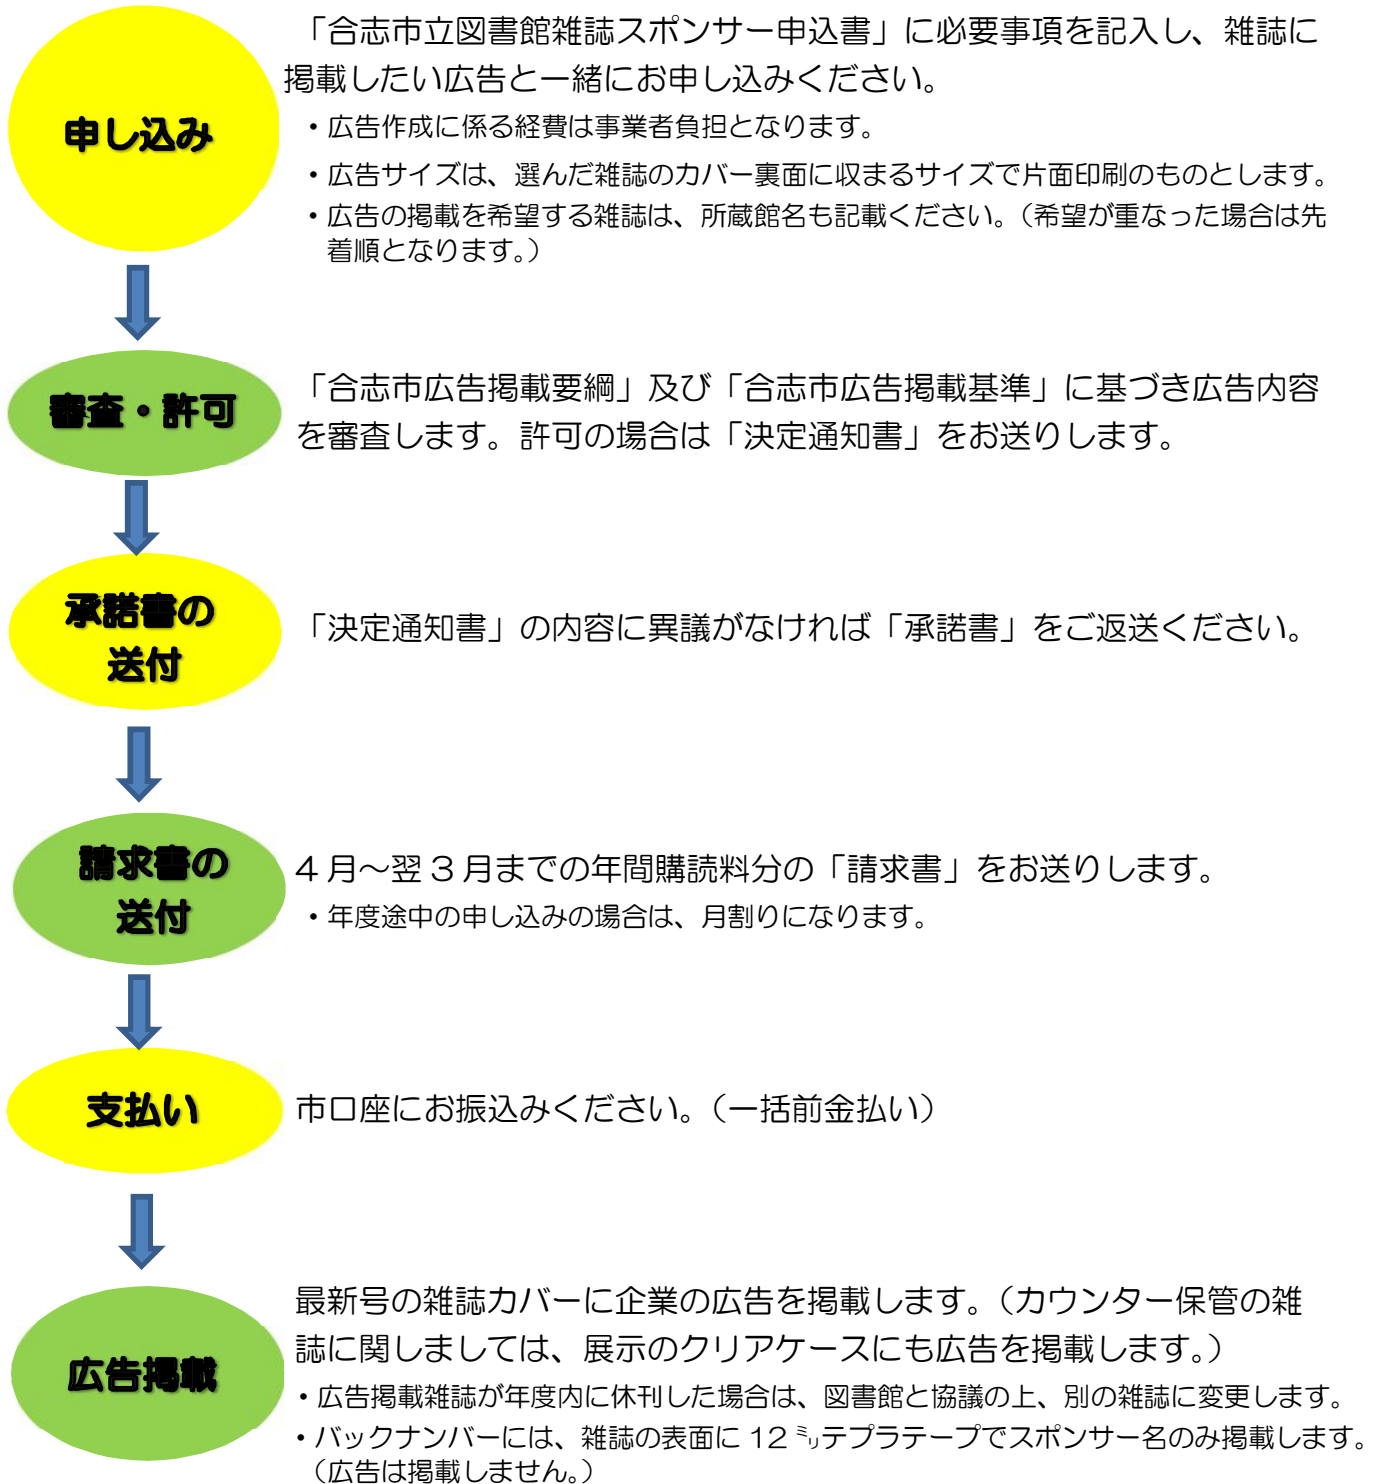 申し込み
「合志市立図書館雑誌スポンサー申込書」に必要事項を記入し、雑誌に
掲載したい広告と一緒にお申し込みください。
・広告作成に係る経費は事業者負担となります。
・広告サイズは、選んだ雑誌のカバー裏面に収まるサイズで片面印刷のものとします。
・広告の掲載を希望する雑誌は、所蔵館名も記載ください。（希望が重なった場合は先
着順となります。）
審査・許可
「合志市広告掲載要綱」及び「合志市広告掲載基準」に基づき広告内容
を審査します。許可の場合は「決定通知書」をお送りします。
承諾書の
送付
「決定通知書」の内容に異議がなければ「承諾書」をご返送ください。
請求書の
送付
4月～翌3月までの年間購読料分の「請求書」をお送りします。
・年度途中の申し込みの場合は、月割りになります。
支払い
市口座にお振込みください。（一括前金払い）
広告掲載
最新号の雑誌カバーに企業の広告を掲載します。（カウンター保管の雑
誌に関しましては、展示のクリアケースにも広告を掲載します。）
・広告掲載雑誌が年度内に休刊した場合は、図書館と協議の上、別の雑誌に変更します。
・バックナンバーには、雑誌の表面に12㍉テプラテープでスポンサー名のみ掲載します。
（広告は掲載しません。）